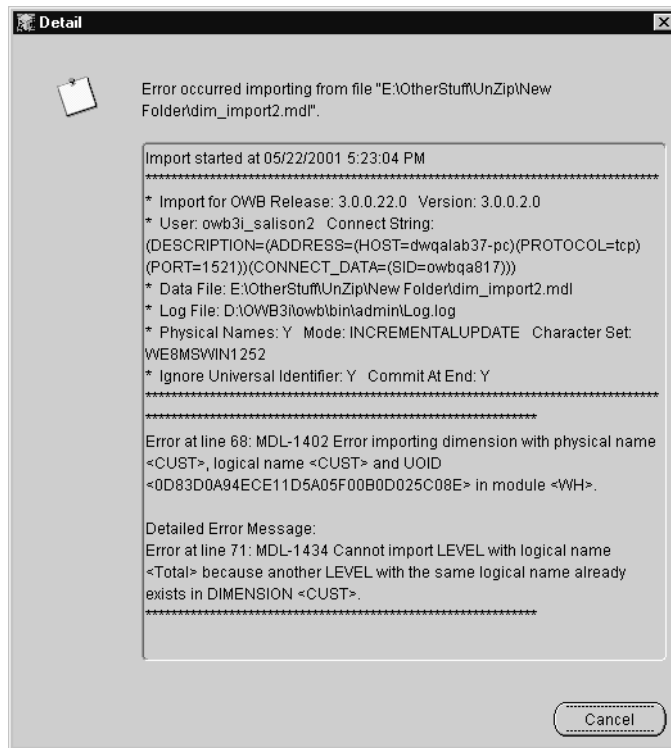 Detail
Error occurred importing from file "E:\OtherStuff\UnZip\New
Folder\dim_import2.mdl".
Import started at 05/22/2001 5:23:04 PM
*******************************************************************************
* Import for OWB Release: 3.0.0.22.0 Version: 3.0.0.2.0
* User: owb3i_salison2 Connect String:
(DESCRIPTION=(ADDRESS=(HOST=dwqalab37-pc)(PROTOCOL=tcp)
(PORT=1521))(CONNECT_DATA=(SID=owbqa817)))
* Data File: E:\OtherStuff\UnZip\New Folder\dim_import2.mdl
* Log File: D:\OWB3i\owb\bin\admin\Log.log
* Physical Names: Y Mode: INCREMENTALUPDATE Character Set:
WE8MSWIN1252
* Ignore Universal Identifier: Y Commit At End: Y
*******************************************************************************
************************************************************
Error at line 68: MDL-1402 Error importing dimension with physical name
<CUST>, logical name <CUST> and UOID
<0D83D0A94ECE11D5A05F00B0D025C08E> in module <WH>.
Detailed Error Message:
Error at line 71: MDL-1434 Cannot import LEVEL with logical name
<Total> because another LEVEL with the same logical name already
exists in DIMENSION <CUST>.
************************************************************
Cancel